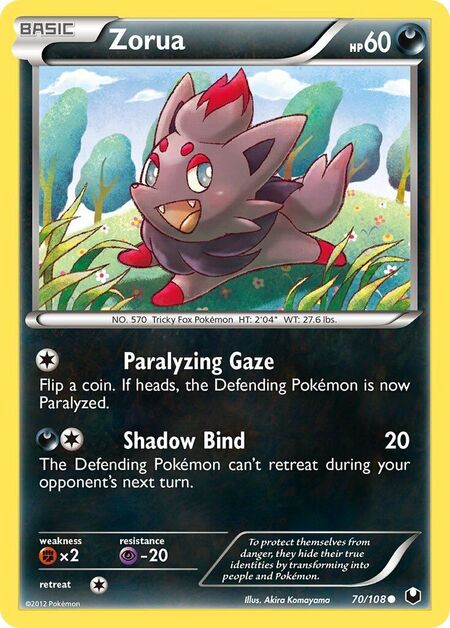 BASIC
Zorua
HP60
NO. 570 Tricky Fox Pokémon HT: 2'04" WT: 27.6 lbs.
Paralyzing Gaze
Flip a coin. If heads, the Defending Pokémon is now
Paralyzed.
Shadow Bind 20
The Defending Pokémon can't retreat during your
opponent's next turn.
weakness
×2
resistance
-20
retreat
To protect themselves from
danger, they hide their true
identities by transforming into
people and Pokémon.
©2012 Pokémon
Illus. Akira Komayama
70/108